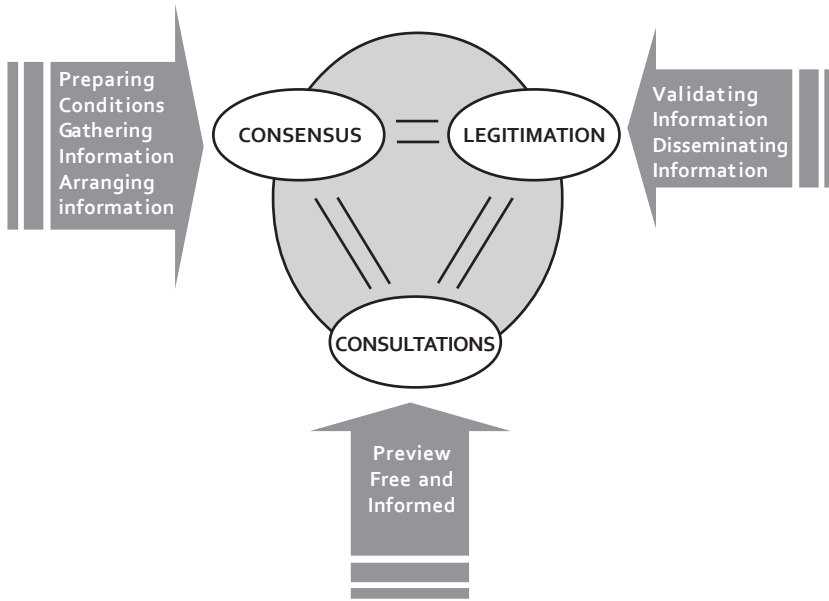 Preparing
Conditions
Gathering
Information
Arranging
information
CONSENSUS
LEGITIMATION
Validating
Information
Disseminating
Information
CONSULTATIONS
Preview
Free and
Informed